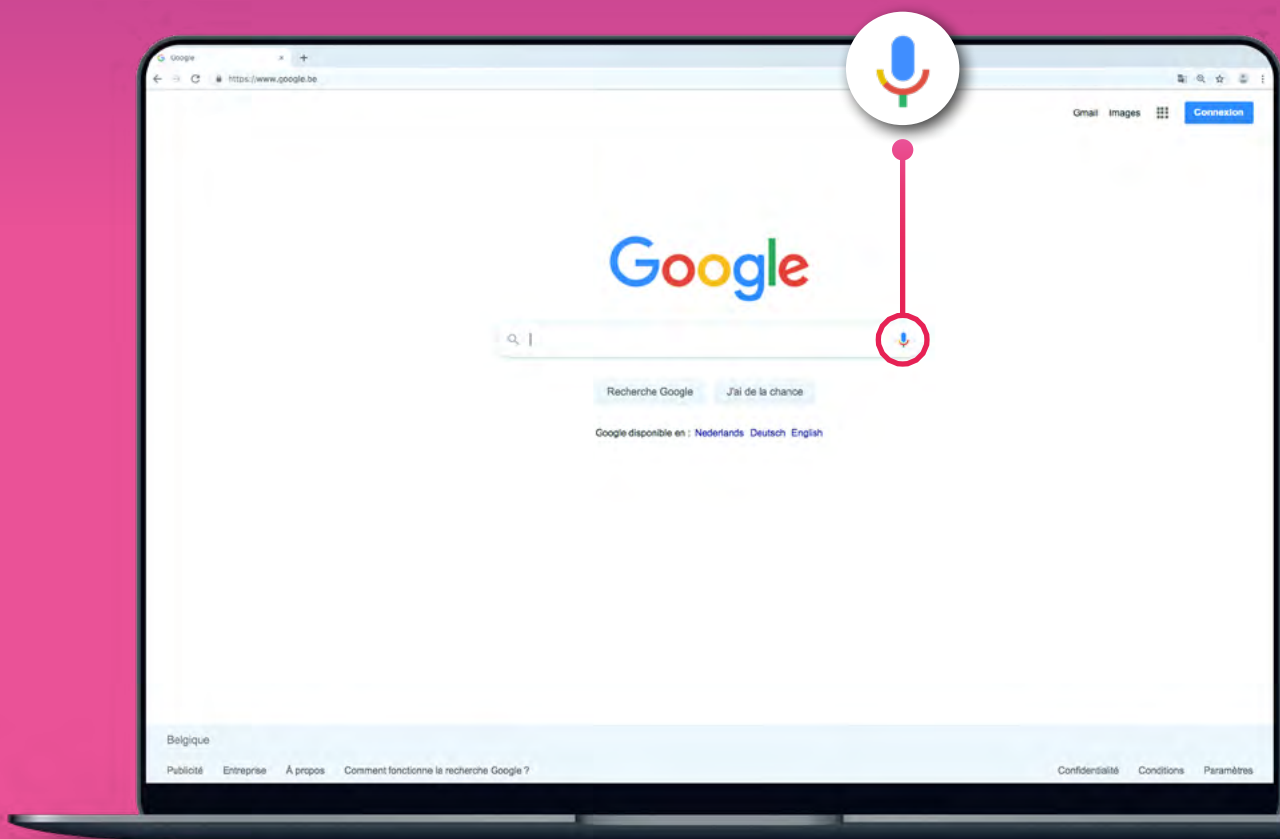 Google
https://www.google.be
Gmail Images Connexion
Google
Recherche Google J'ai de la chance
Google disponible en : Nederlands Deutsch English
Belgique
Publicité Entreprise À propos Comment fonctionne la recherche Google ? Confidentialité Conditions Paramètres